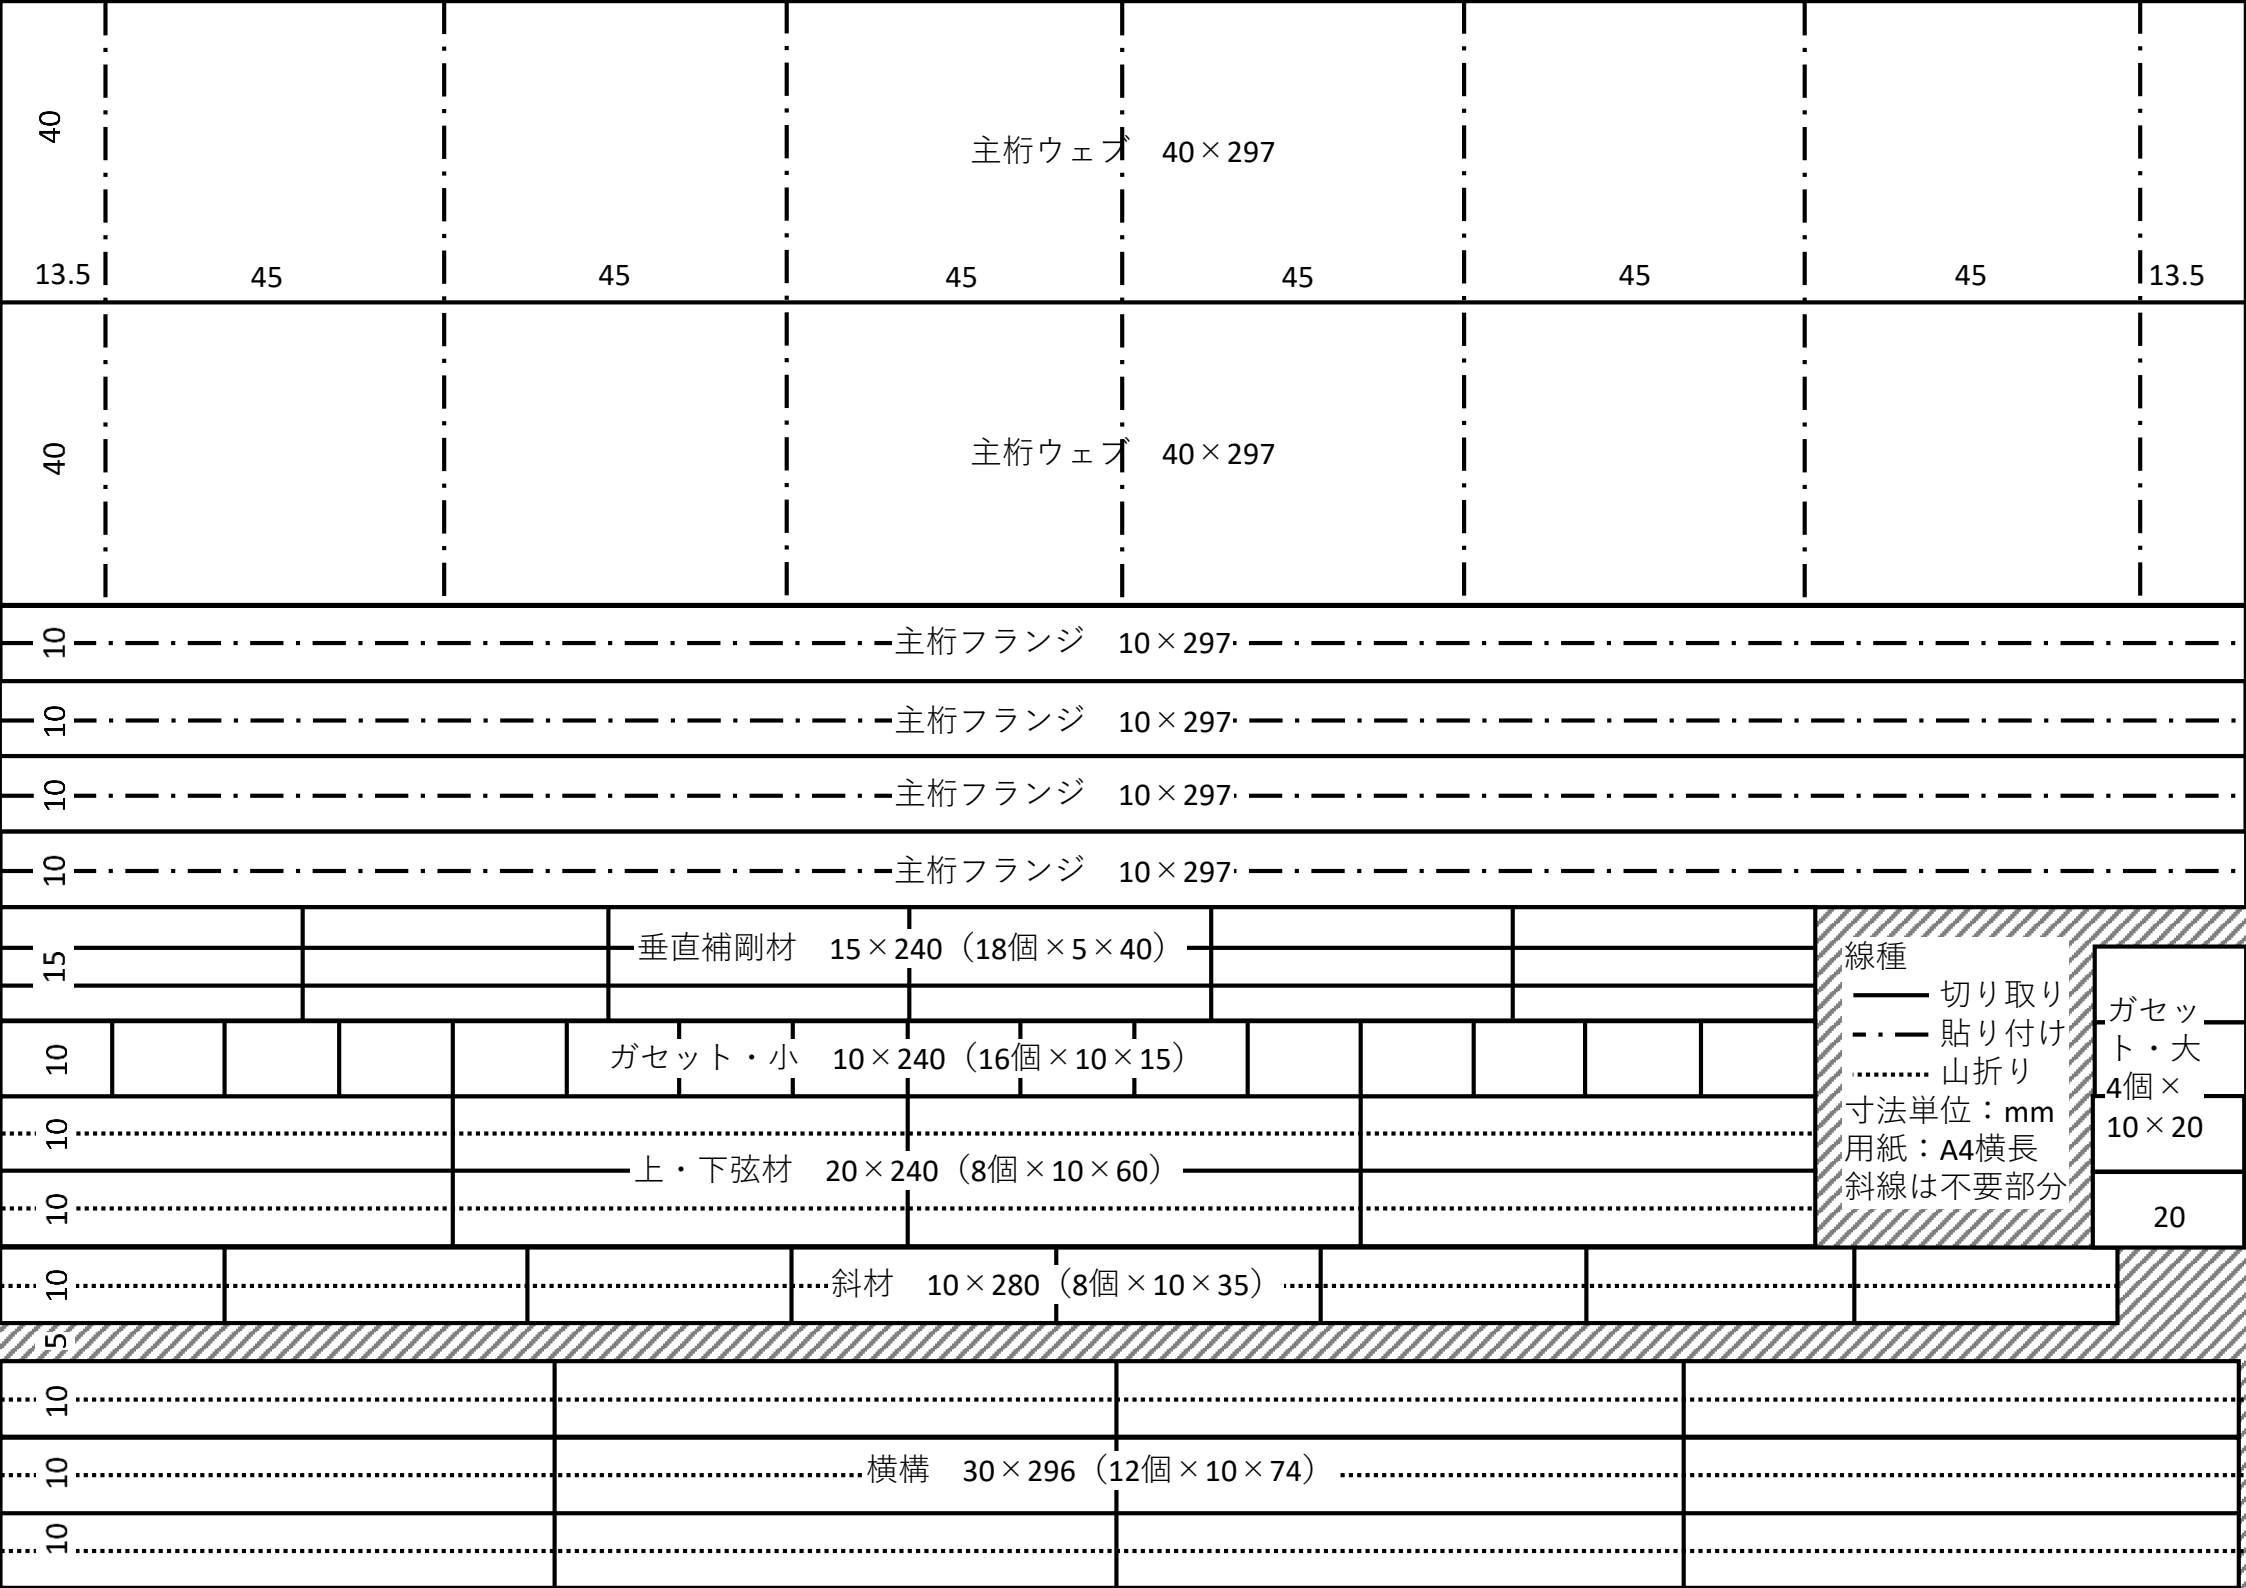 40
主桁ウェブ　40×297
13.5
45
45
45
45
45
45
13.5
40
主桁ウェブ　40×297
10
主桁フランジ　10×297
10
主桁フランジ　10×297
10
主桁フランジ　10×297
10
主桁フランジ　10×297
15
垂直補剛材　15×240（18個×5×40）
10
ガセット・小　10×240（16個×10×15）
10
上・下弦材　20×240（8個×10×60）
10
線種
切り取り
貼り付け
山折り
寸法単位：mm
用紙：A4横長
斜線は不要部分
ガセッ
ト・大
4個×
10×20
20
10
斜材　10×280（8個×10×35）
5
10
10
横構　30×296（12個×10×74）
10